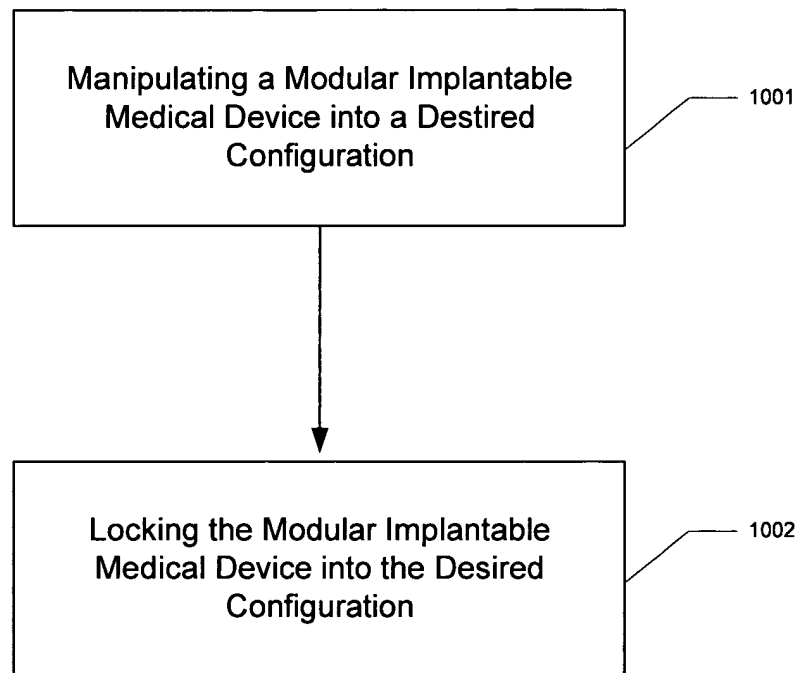 Manipulating a Modular Implantable
Medical Device into a Destired
Configuration
1001
Locking the Modular Implantable
Medical Device into the Desired
Configuration
1002